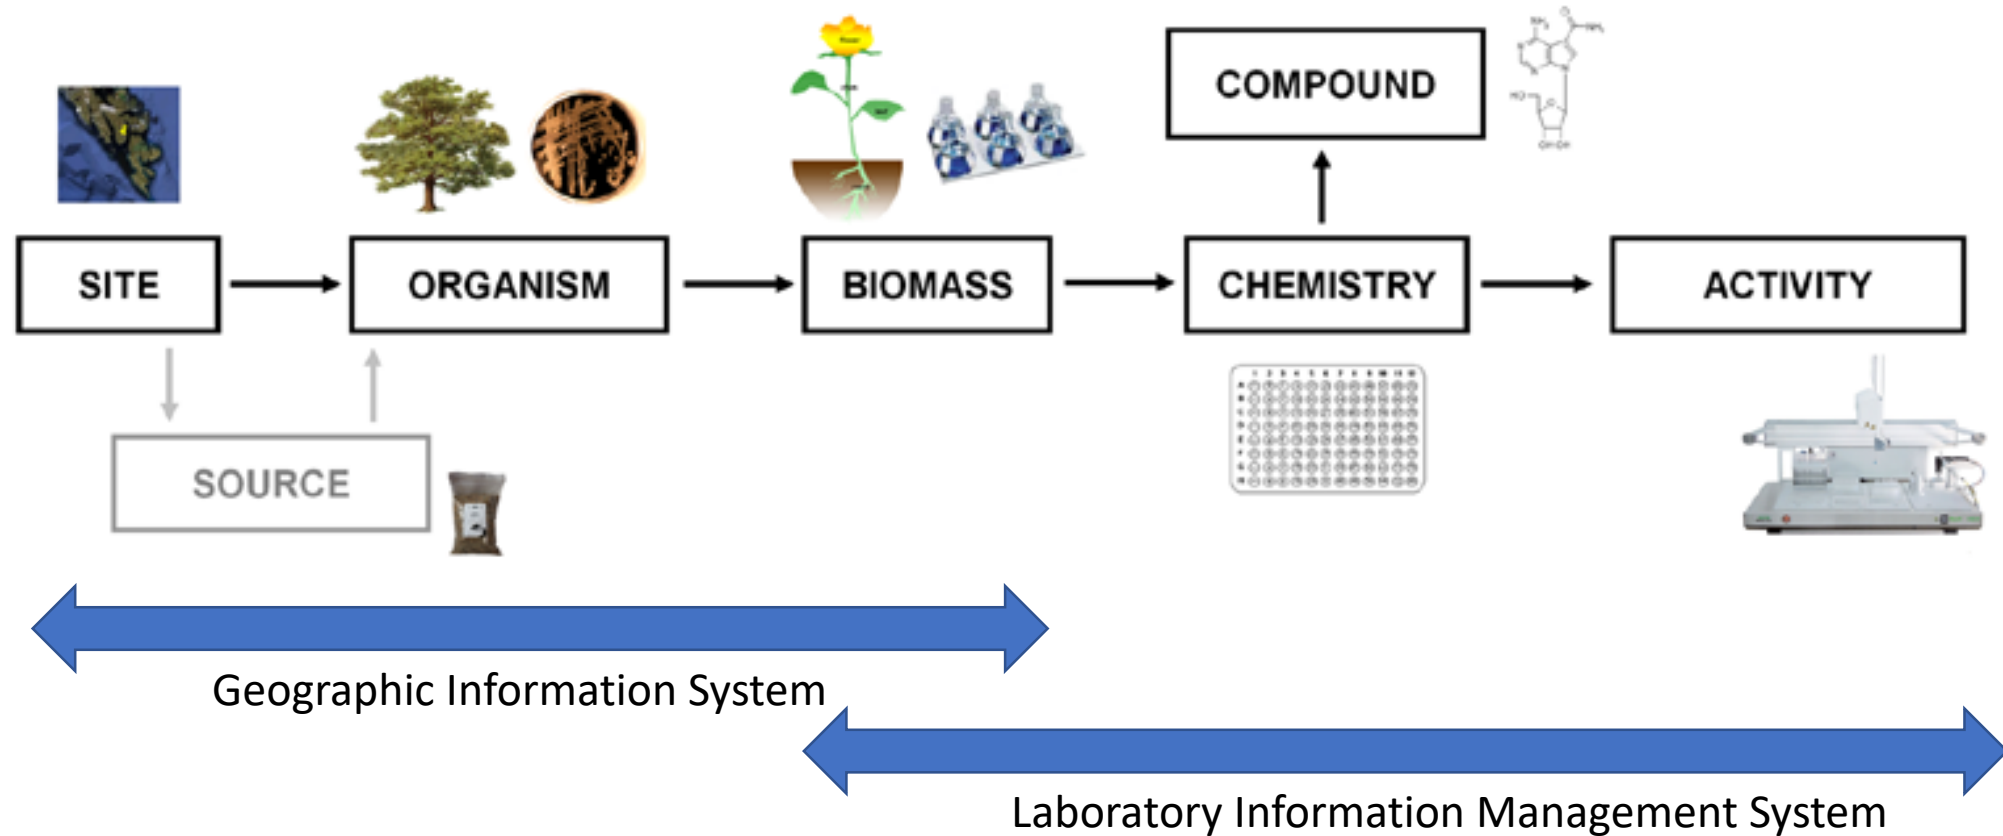 COMPOUND
SITE
ORGANISM
BIOMASS
CHEMISTRY
ACTIVITY
SOURCE
Geographic Information System
Laboratory Information Management System